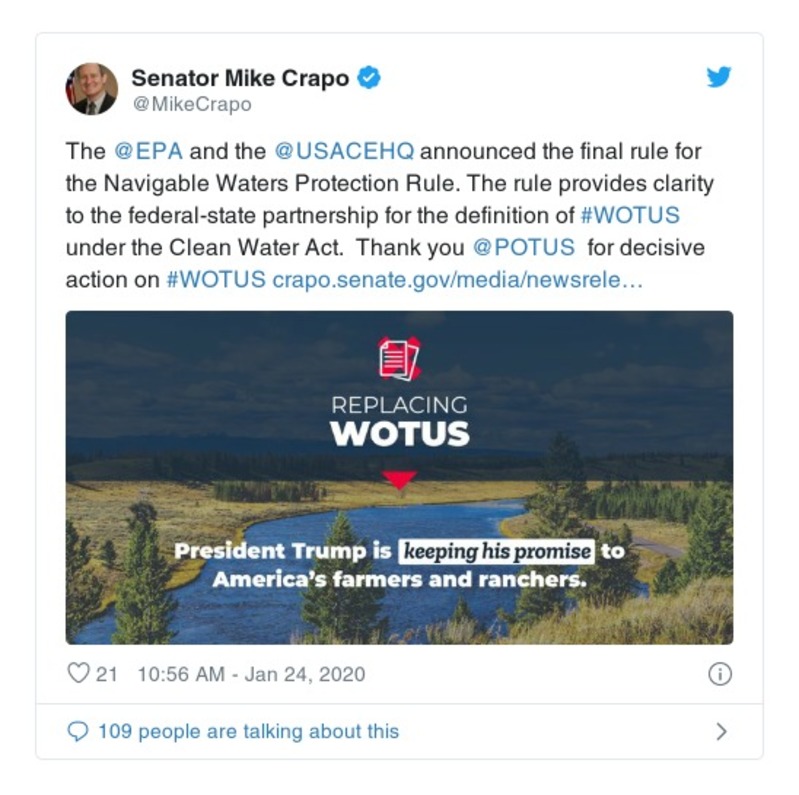 Senator Mike Crapo
@MikeCrapo
The @EPA and the @USACEHQ announced the final rule for
the Navigable Waters Protection Rule. The rule provides clarity
to the federal-state partnership for the definition of #WOTUS
under the Clean Water Act.  Thank you @POTUS  for decisive
action on #WOTUS crapo.senate.gov/media/newsrele…
REPLACING
WOTUS
President Trump is keeping his promise to
America's farmers and ranchers.
21 10:56 AM - Jan 24, 2020
109 people are talking about this